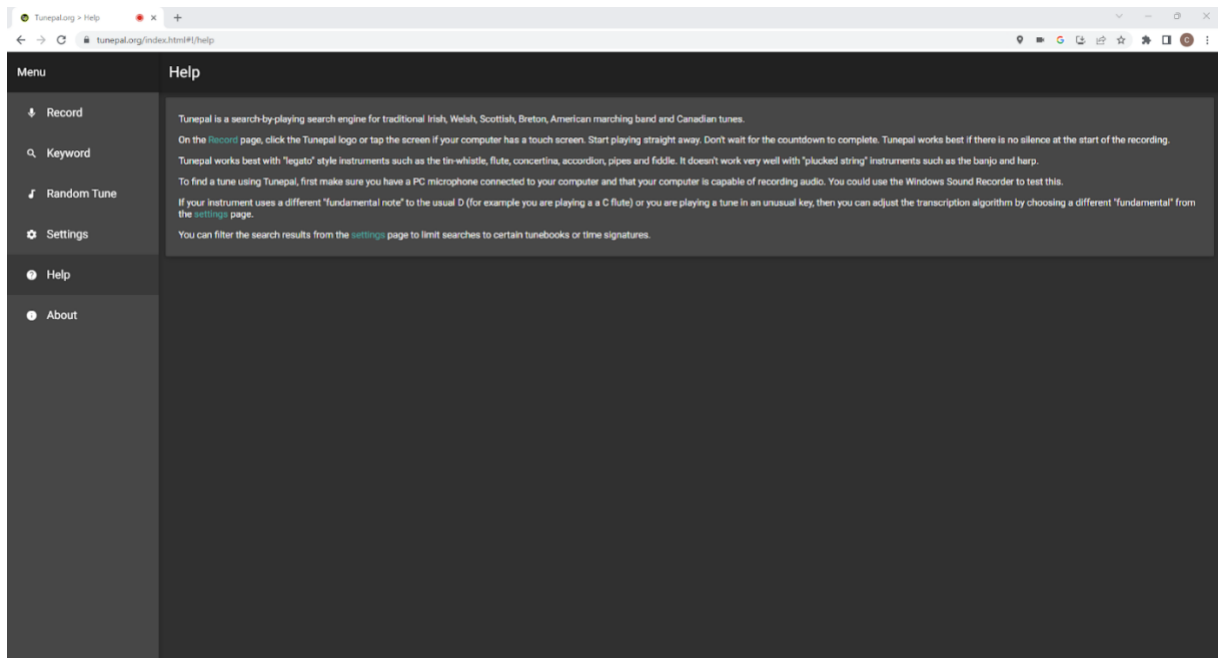 Tunepal.org > Help
tunepal.org/index.html#!/help
G
C
Menu
Help
Record
Keyword
Random Tune
Settings
Help
About
Tunepal is a search-by-playing search engine for traditional Irish, Welsh, Scottish, Breton, American marching band and Canadian tunes.
On the Record page, click the Tunepal logo or tap the screen if your computer has a touch screen. Start playing straight away. Don't wait for the countdown to complete. Tunepal works best if there is no silence at the start of the recording.
Tunepal works best with "legato" style instruments such as the tin-whistle, flute, concertina, accordion, pipes and fiddle. It doesn't work very well with "plucked string" instruments such as the banjo and harp.
To find a tune using Tunepal, first make sure you have a PC microphone connected to your computer and that your computer is capable of recording audio. You could use the Windows Sound Recorder to test this.
If your instrument uses a different "fundamental note" to the usual D (for example you are playing a a C flute) or you are playing a tune in an unusual key, then you can adjust the transcription algorithm by choosing a different "fundamental" from
the settings page.
You can filter the search results from the settings page to limit searches to certain tunebooks or time signatures.